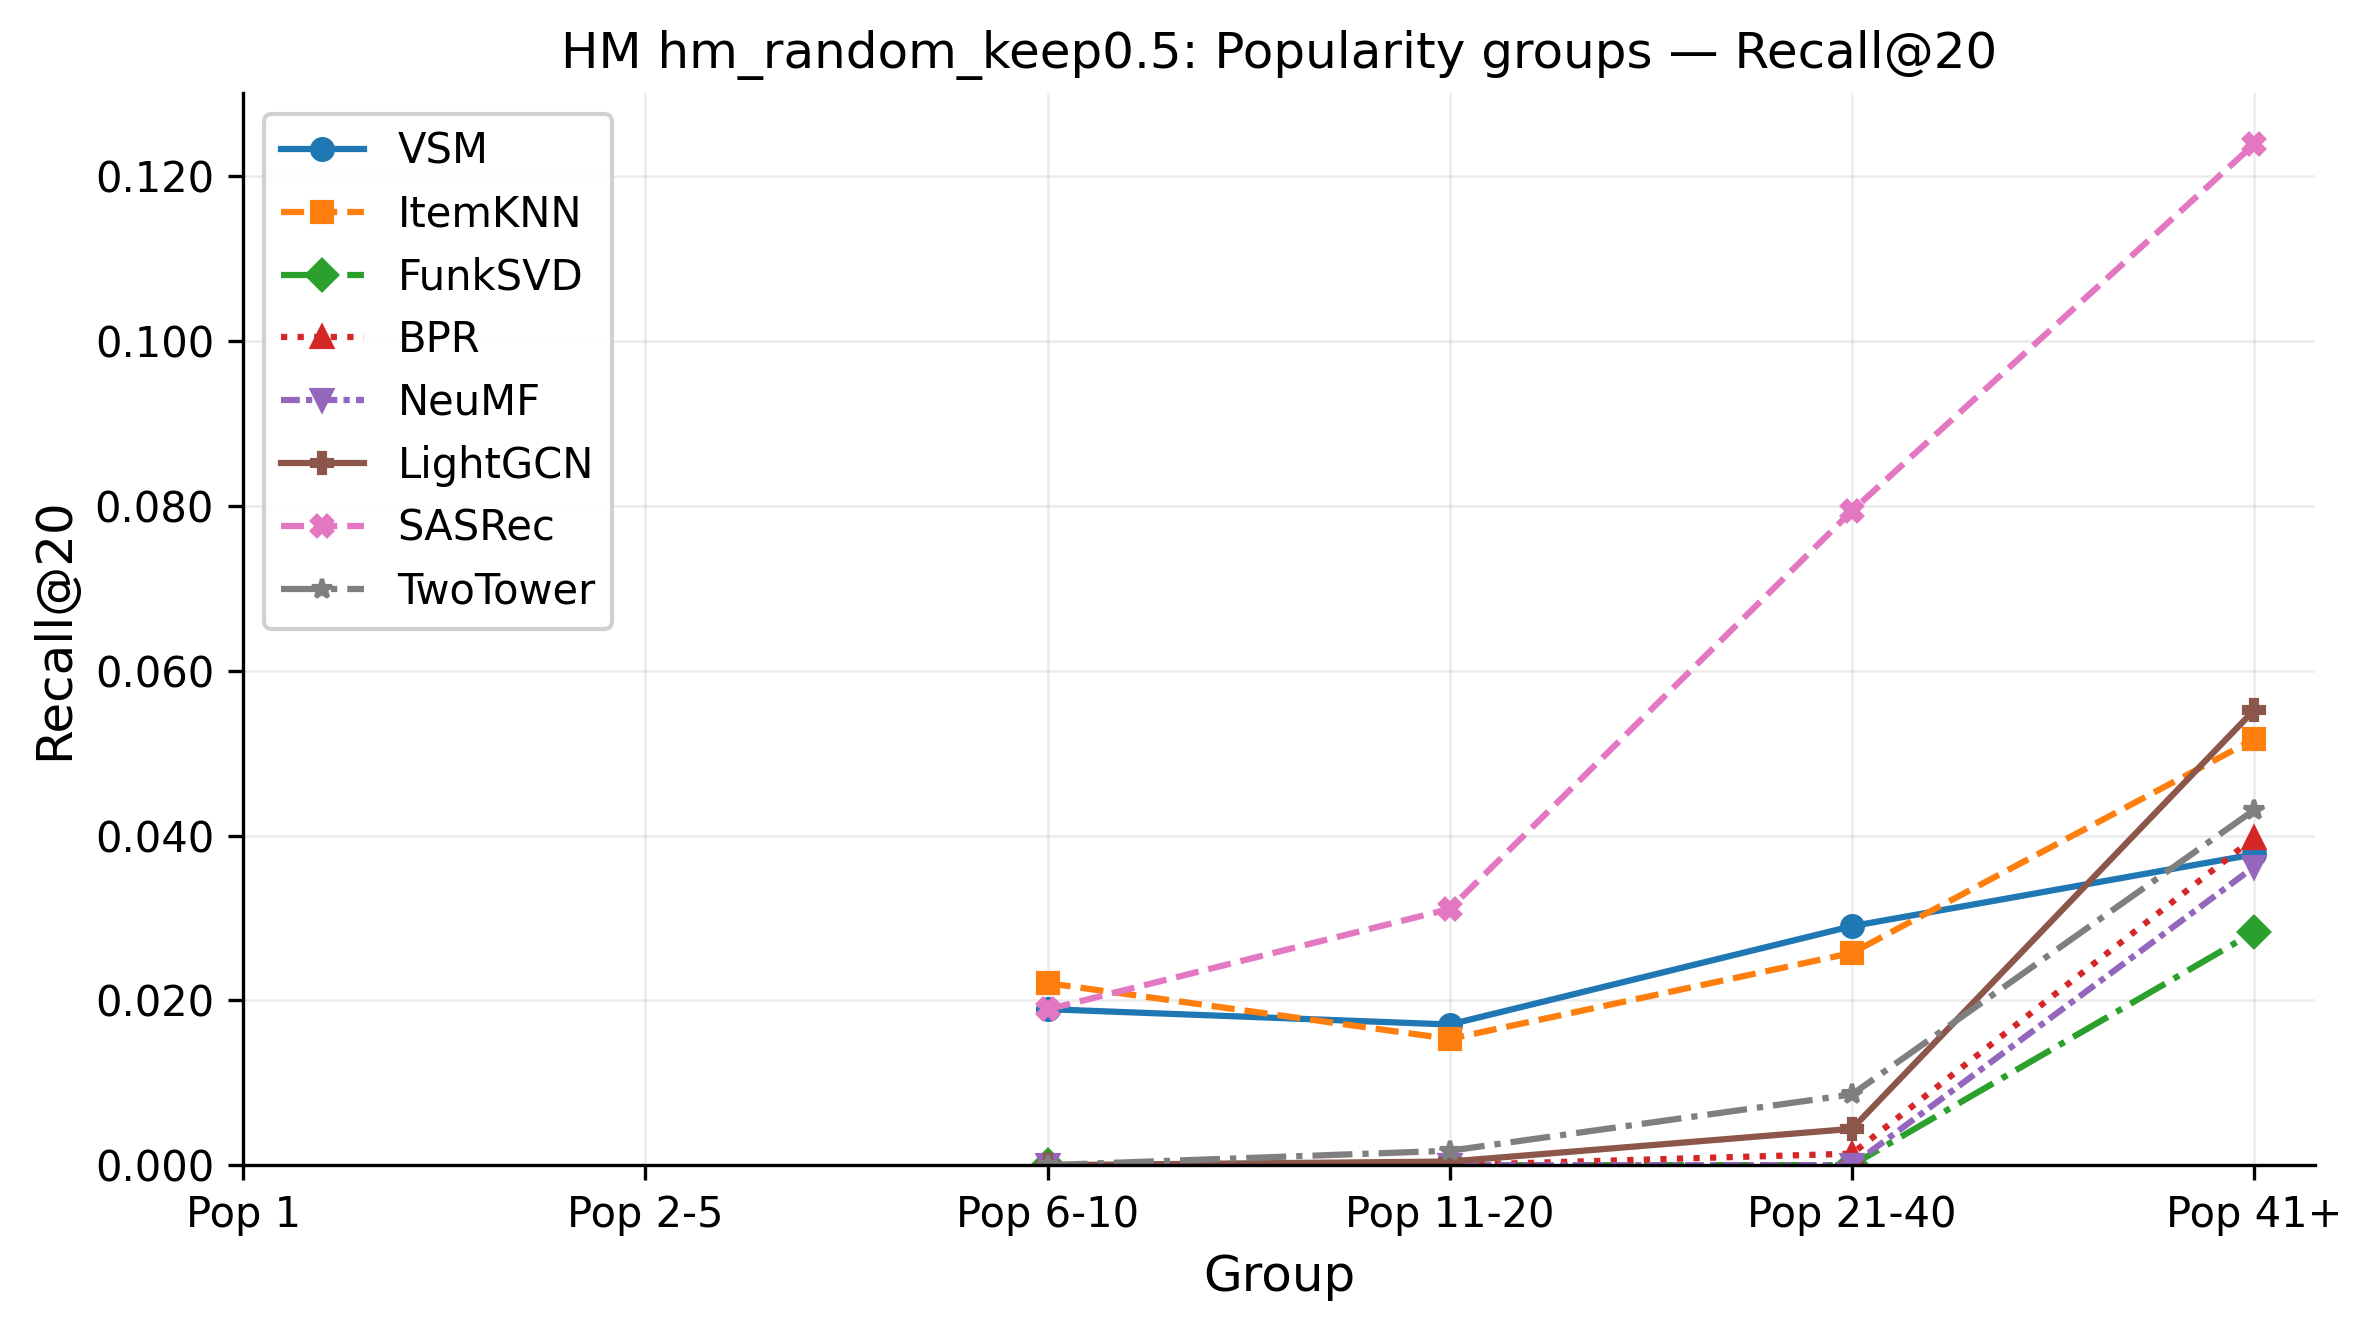 HM hm_random_keep0.5: Popularity groups — Recall@20
VSM
ItemKNN
FunkSVD
BPR
NeuMF
LightGCN
SASRec
TwoTower
Recall@20
0.120
0.100
0.080
0.060
0.040
0.020
0.000
Pop 1 Pop 2-5 Pop 6-10 Pop 11-20 Pop 21-40 Pop 41+
Group